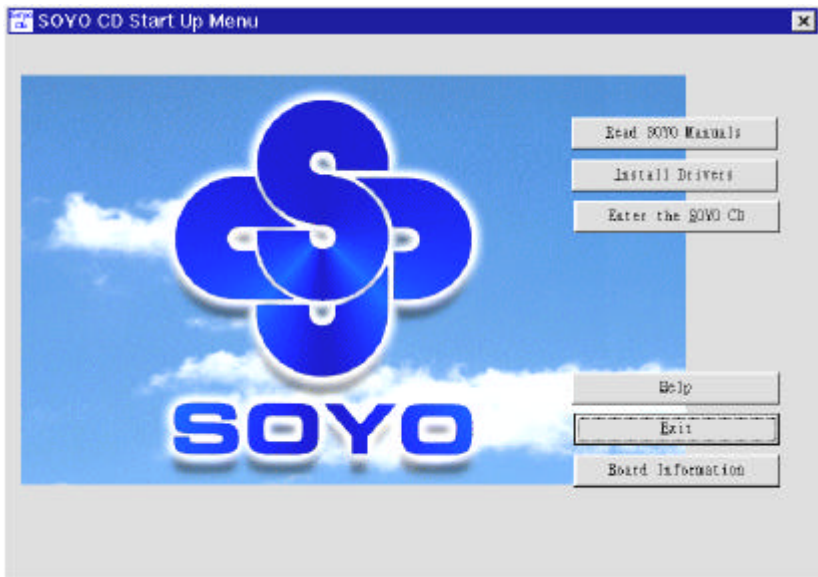 SOYO CD Start Up Menu
Read SOYO Manuals
Install Drivers
Enter the SOYO CD
SOYO
Help
Exit
Board Information